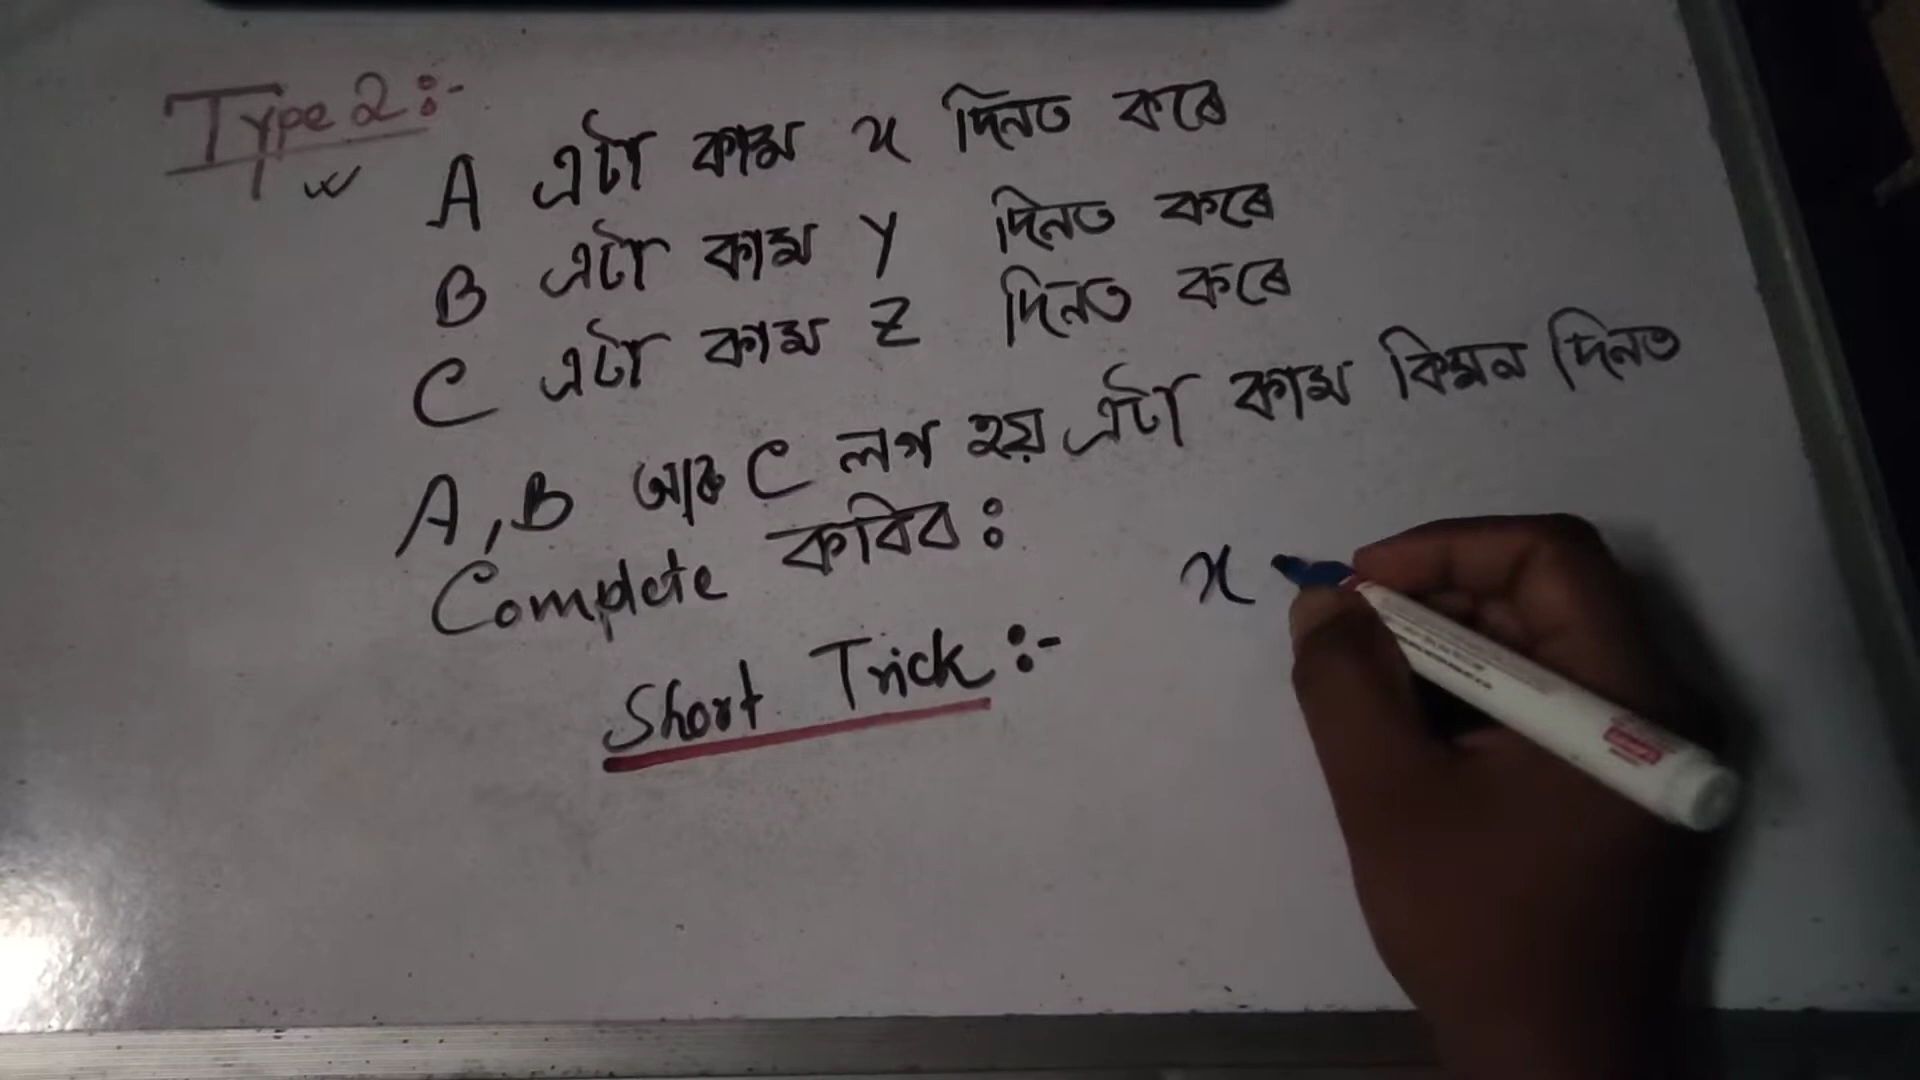 Type 2:-
A এটা কাম x দিনত কৰে
B এটা কাম y দিনত কৰে
C এটা কাম z দিনত কৰে
A, B আৰু C লগ হয় এটা কাম কিমান দিনত
Complete কৰিব:
x
Short Trick :-